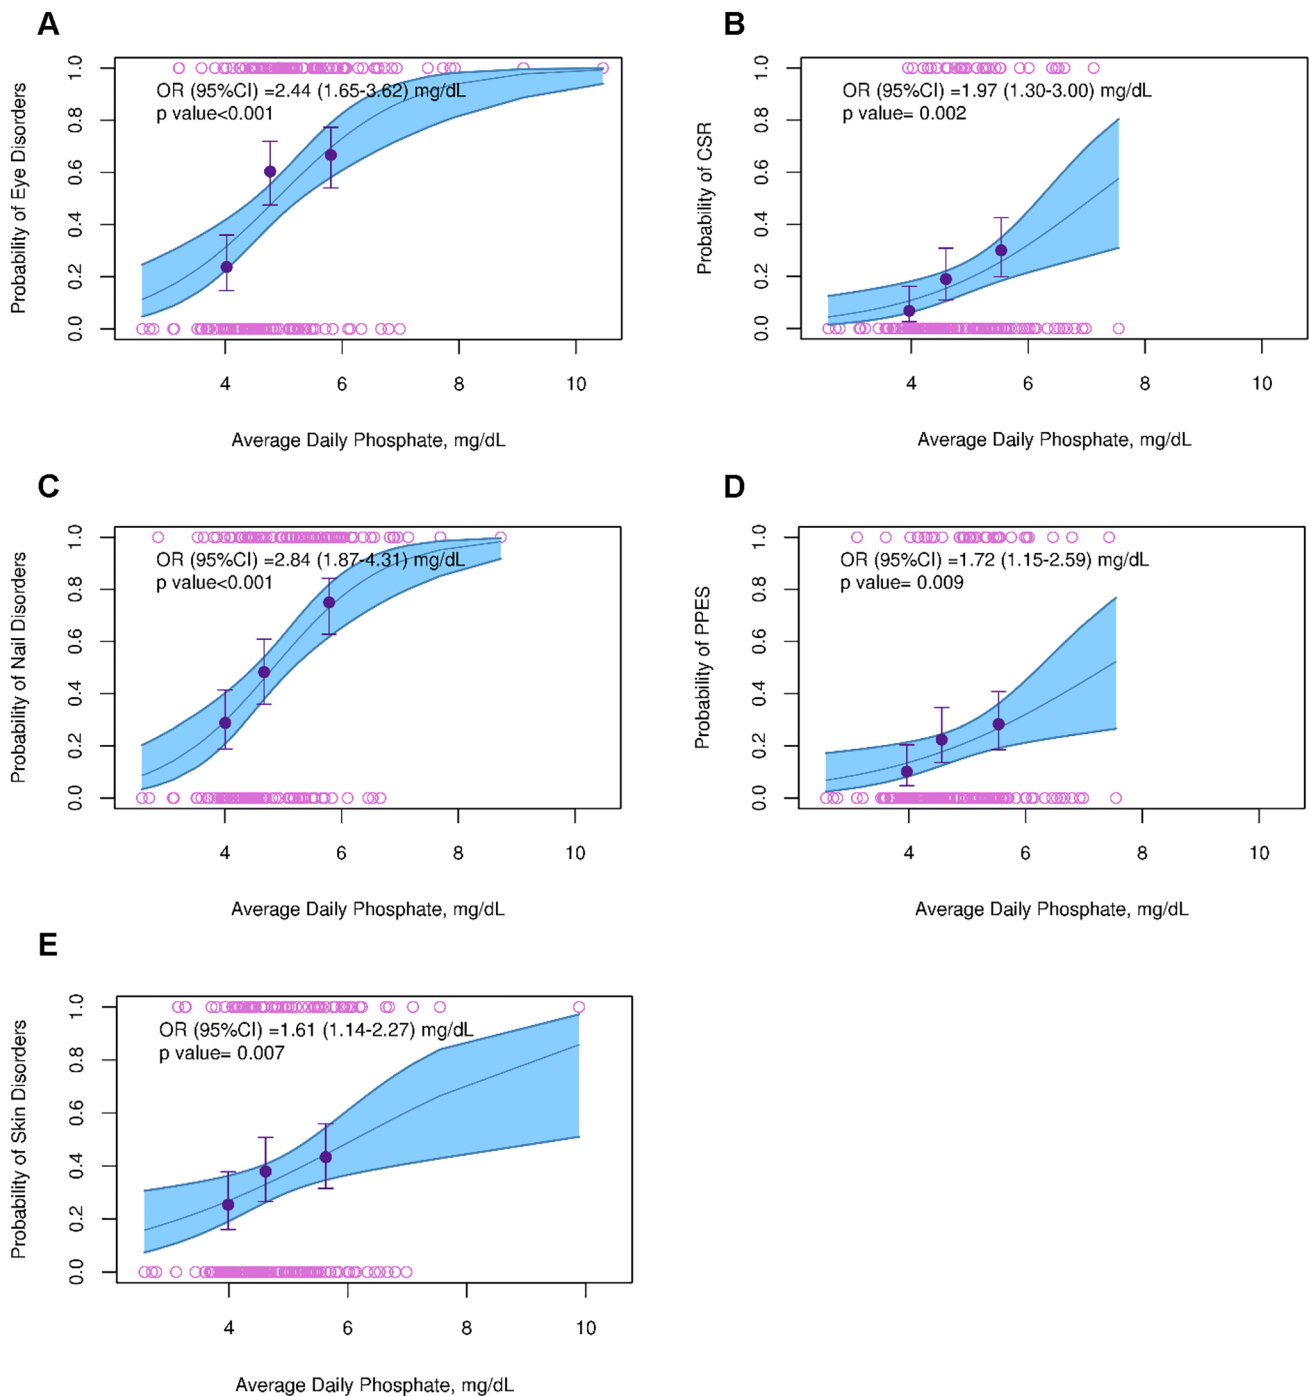 A
Probability of Eye Disorders
0.0 0.2 0.4 0.6 0.8 1.0
OR (95%CI) =2.44 (1.65-3.62) mg/dL
p value<0.001
4 6 8 10
Average Daily Phosphate, mg/dL
B
Probability of CSR
0.0 0.2 0.4 0.6 0.8 1.0
OR (95%CI) =1.97 (1.30-3.00) mg/dL
p value= 0.002
4 6 8 10
Average Daily Phosphate, mg/dL
C
Probability of Nail Disorders
0.0 0.2 0.4 0.6 0.8 1.0
OR (95%CI) =2.84 (1.87-4.31) mg/dL
p value<0.001
4 6 8 10
Average Daily Phosphate, mg/dL
D
Probability of PPES
0.0 0.2 0.4 0.6 0.8 1.0
OR (95%CI) =1.72 (1.15-2.59) mg/dL
p value= 0.009
4 6 8 10
Average Daily Phosphate, mg/dL
E
Probability of Skin Disorders
0.0 0.2 0.4 0.6 0.8 1.0
OR (95%CI) =1.61 (1.14-2.27) mg/dL
p value= 0.007
4 6 8 10
Average Daily Phosphate, mg/dL